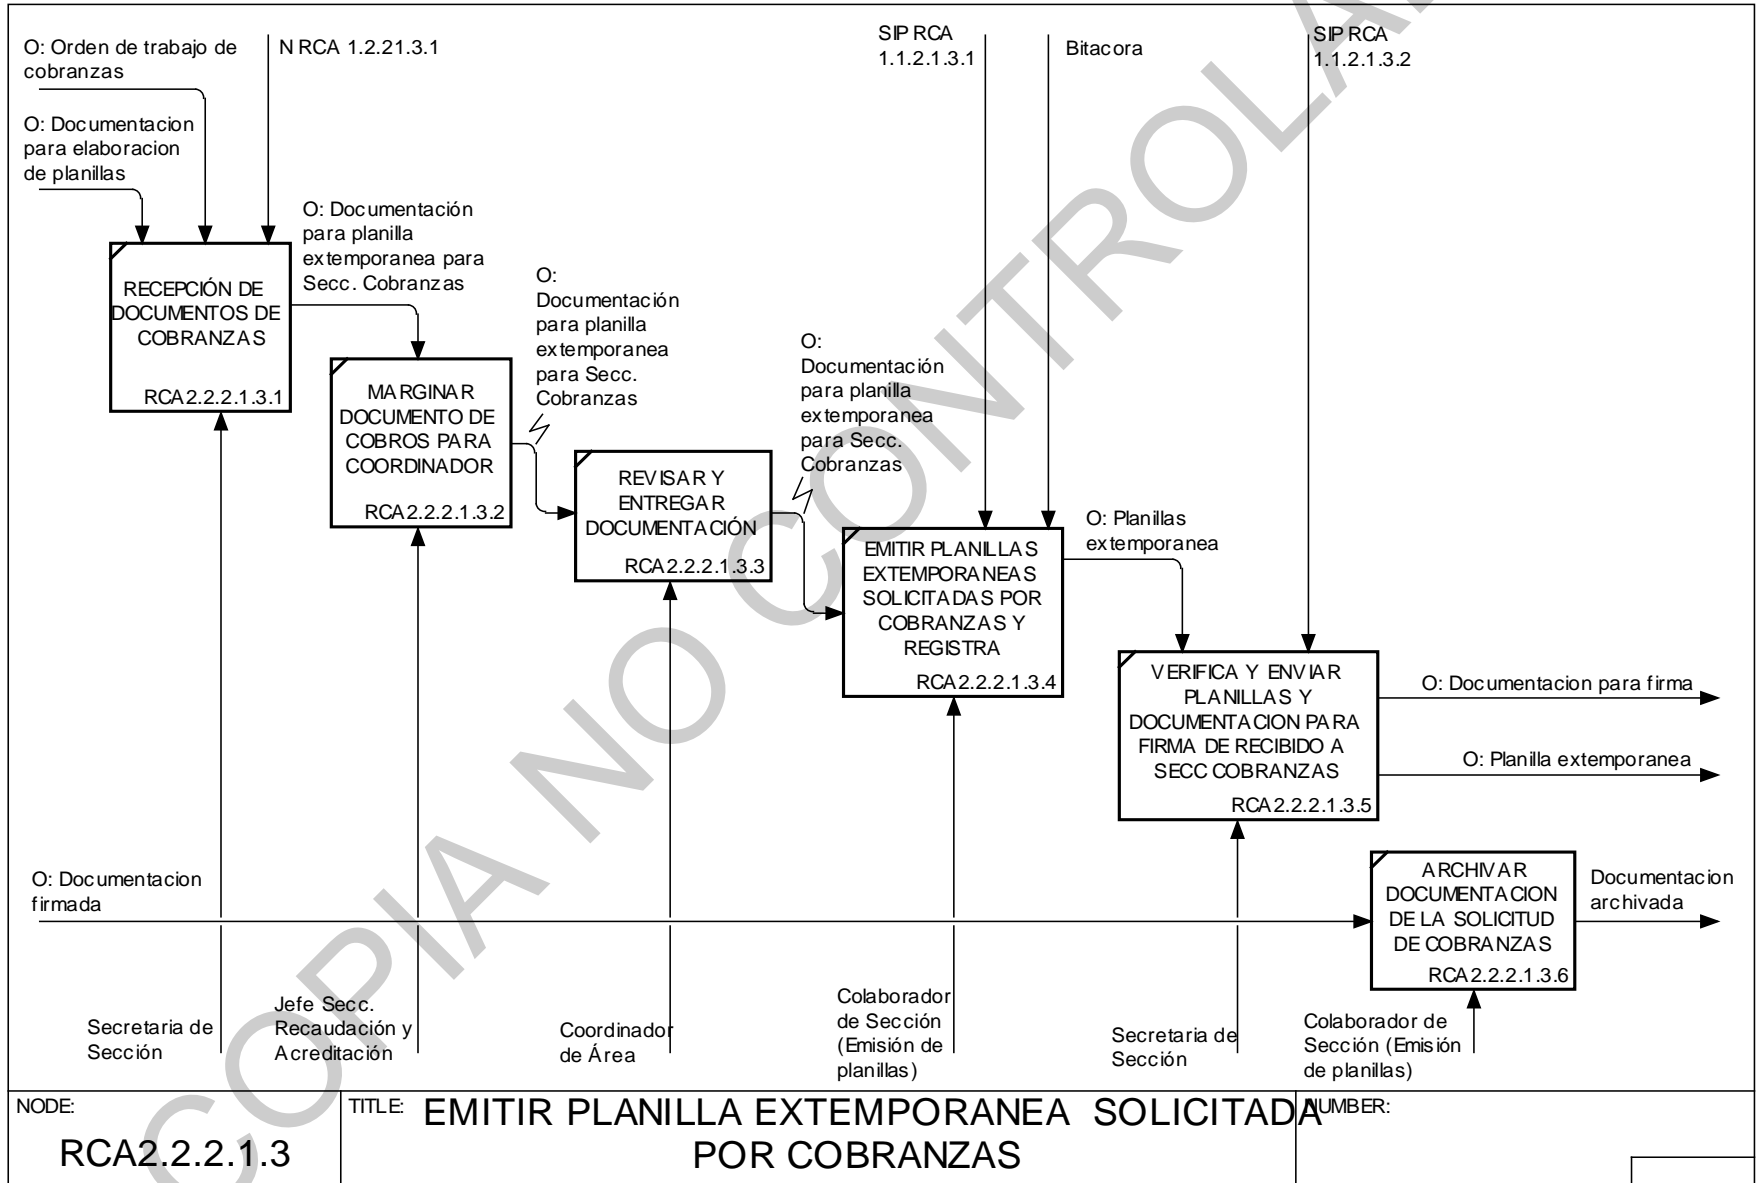 O: Orden de trabajo de
cobranzas
N RCA 1.2.21.3.1
SIP RCA
1.1.2.1.3.1
Bitacora
SIP RCA
1.1.2.1.3.2
O: Documentacion
para elaboracion
de planillas
O: Documentación
para planilla
extemporanea para
Secc. Cobranzas
RECEPCIÓN DE
DOCUMENTOS DE
COBRANZAS
RCA2.2.2.1.3.1
O:
Documentación
para planilla
extemporanea
para Secc.
Cobranzas
MARGINAR
DOCUMENTO DE
COBROS PARA
COORDINADOR
RCA2.2.2.1.3.2
O:
Documentación
para planilla
extemporanea
para Secc.
Cobranzas
REVISAR Y
ENTREGAR
DOCUMENTACIÓN
RCA2.2.2.1.3.3
EMITIR PLANILLAS
EXTEMPORANEAS
SOLICITADAS POR
COBRANZAS Y
REGISTRA
RCA2.2.2.1.3.4
O: Planillas
extemporanea
VERIFICA Y ENVIAR
PLANILLAS Y
DOCUMENTACION PARA
FIRMA DE RECIBIDO A
SECC COBRANZAS
RCA2.2.2.1.3.5
O: Documentacion para firma
O: Planilla extemporanea
O: Documentacion
firmada
ARCHIVAR
DOCUMENTACION
DE LA SOLICITUD
DE COBRANZAS
RCA2.2.2.1.3.6
Documentacion
archivada
Secretaria de
Sección
Jefe Secc.
Recaudación y
Acreditación
Coordinador
de Área
Colaborador
de Sección
(Emisión de
planillas)
Secretaria de
Sección
Colaborador de
Sección (Emisión
de planillas)
NODE:
RCA2.2.2.1.3
TITLE:
EMITIR PLANILLA EXTEMPORANEA SOLICITADA
POR COBRANZAS
NUMBER:
COPIA NO CONTROLA